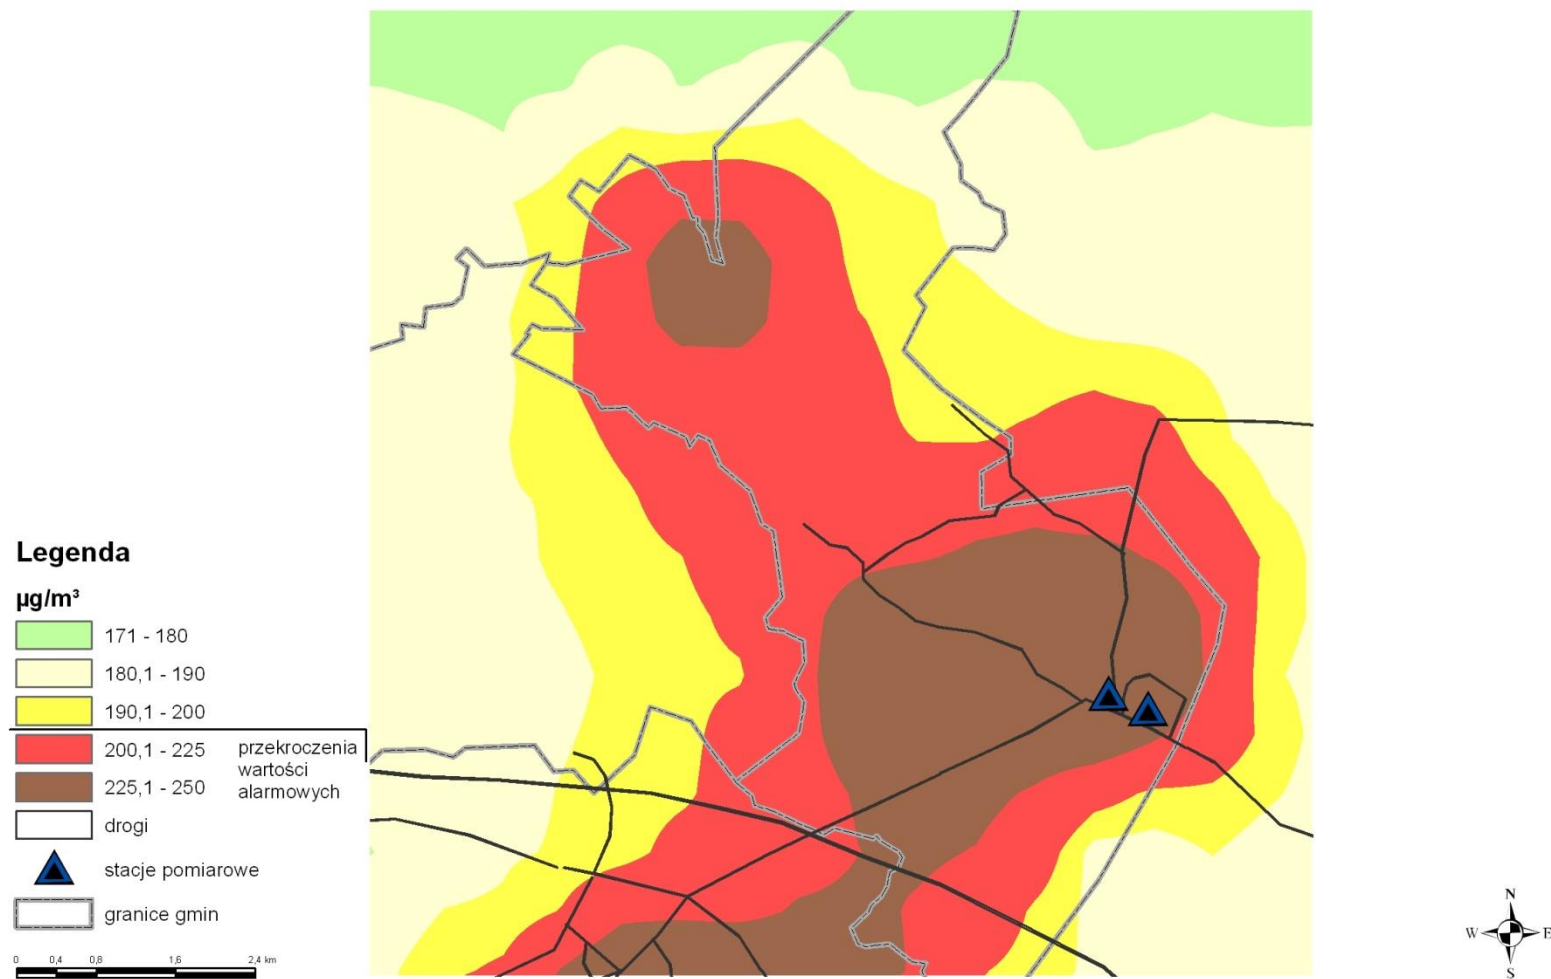 Legenda
µg/m³
171 - 180
180,1 - 190
190,1 - 200
200,1 - 225
225,1 - 250
przekroczenia
wartości
alarmowych
drogi
stacje pomiarowe
granice gmin
0 0,4 0,8 1,6 2,4 km
N
W E
S